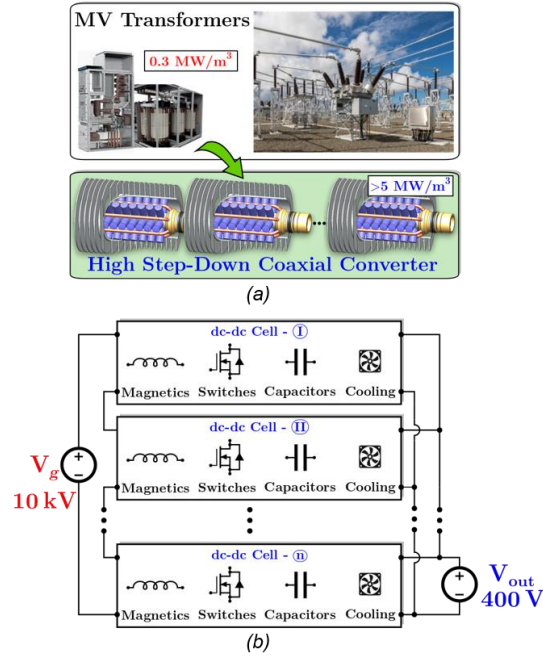 MV Transformers
0.3 MW/m³
>5 MW/m³
High Step-Down Coaxial Converter
(a)
dc-dc Cell - Ⓘ
Magnetics Switches Capacitors Cooling
dc-dc Cell - Ⓘ︎Ⓘ
Magnetics Switches Capacitors Cooling
V_g
10 kV
dc-dc Cell - ⓝ
Magnetics Switches Capacitors Cooling
V_out
400 V
(b)